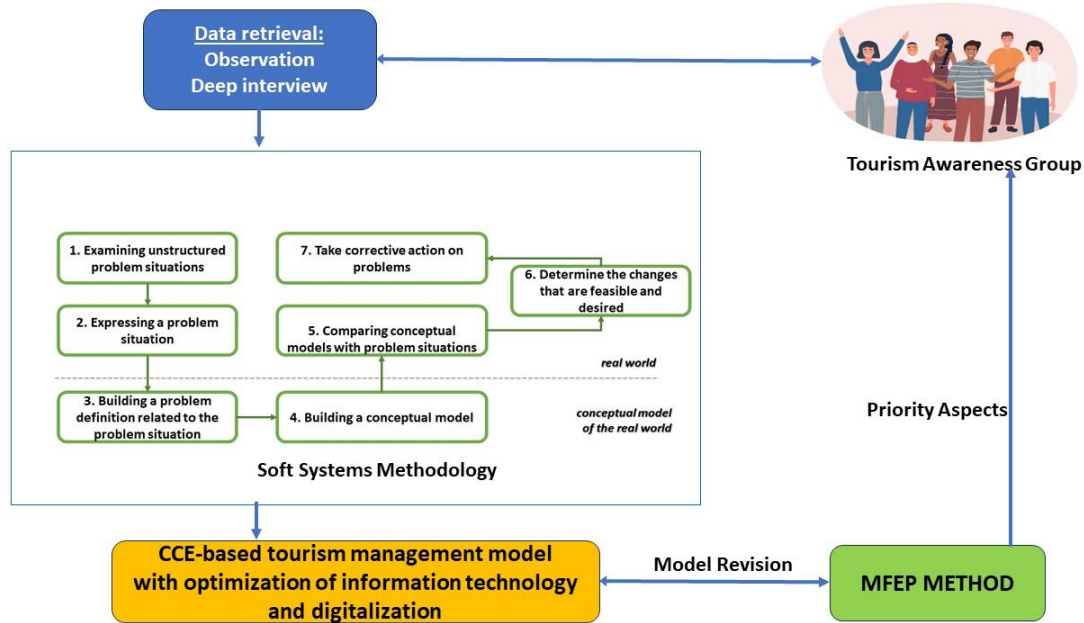 Data retrieval:
Observation
Deep interview
Tourism Awareness Group
1. Examining unstructured
problem situations
2. Expressing a problem
situation
3. Building a problem
definition related to the
problem situation
4. Building a conceptual model
5. Comparing conceptual
models with problem situations
6. Determine the changes
that are feasible and
desired
7. Take corrective action on
problems
real world
conceptual model
of the real world
Soft Systems Methodology
Priority Aspects
CCE-based tourism management model
with optimization of information technology
and digitalization
Model Revision
MFEP METHOD